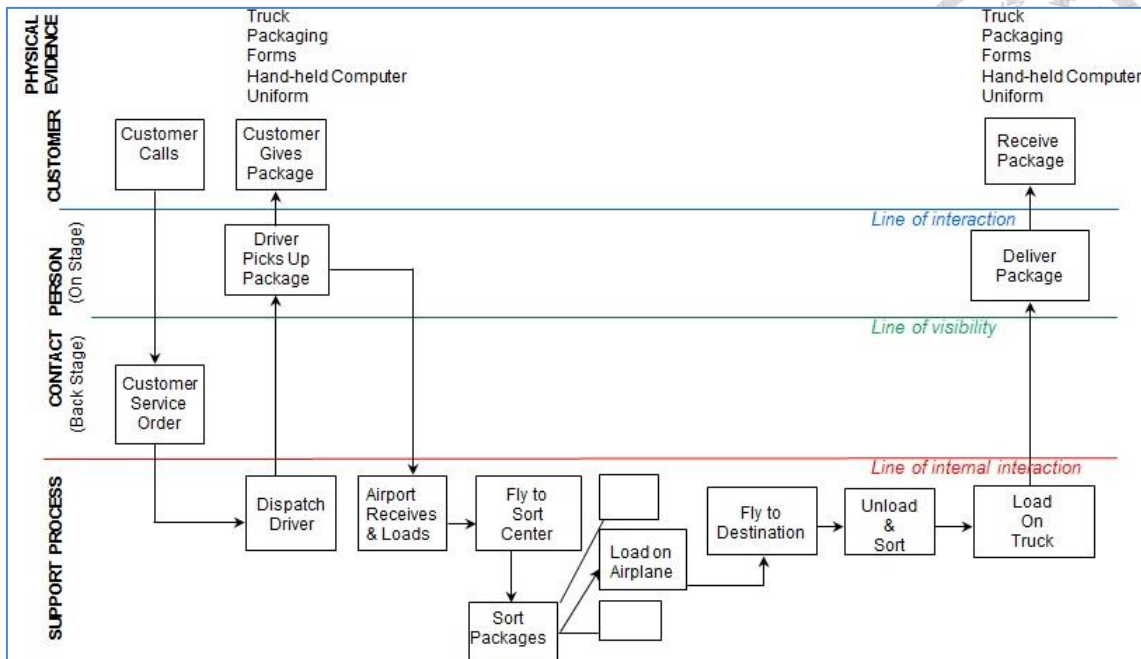 PHYSICAL
EVIDENCE
Truck
Packaging
Forms
Hand-held Computer
Uniform
Truck
Packaging
Forms
Hand-held Computer
Uniform
CUSTOMER
Customer
Calls
Customer
Gives
Package
Receive
Package
Line of interaction
CONTACT PERSON
(On Stage)
Driver
Picks Up
Package
Deliver
Package
Line of visibility
(Back Stage)
Customer
Service
Order
Line of internal interaction
SUPPORT PROCESS
Dispatch
Driver
Airport
Receives
& Loads
Fly to
Sort
Center
Sort
Packages
Load on
Airplane
Fly to
Destination
Unload
&
Sort
Load
On
Truck